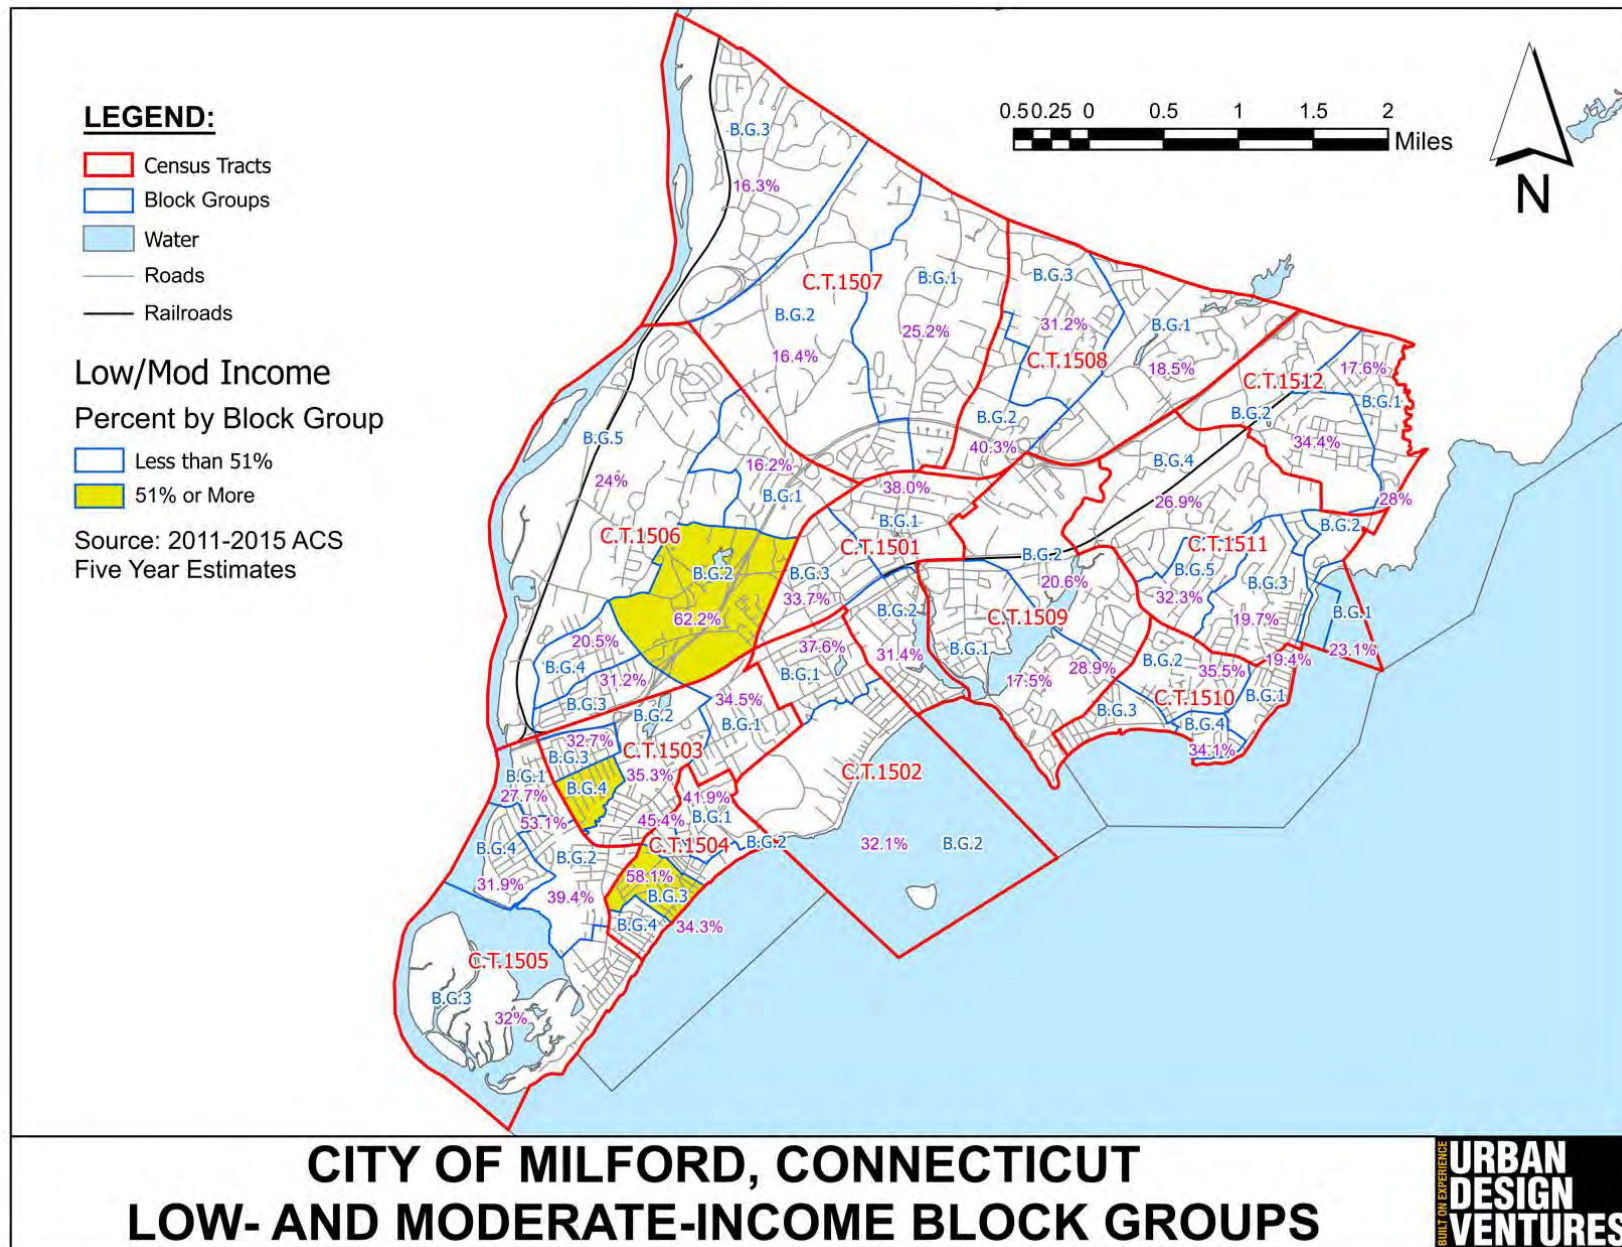 LEGEND:
Census Tracts
Block Groups
Water
Roads
Railroads
Low/Mod Income
Percent by Block Group
Less than 51%
51% or More
Source: 2011-2015 ACS
Five Year Estimates
0.5 0.25 0 0.5 1 1.5 2
Miles
N
B.G.3
16.3%
C.T.1507
B.G.1
B.G.2
25.2%
16.4%
B.G.3
31.2%
C.T.1508
B.G.1
18.5%
B.G.2
40.3%
C.T.1512
17.6%
B.G.1
B.G.2
34.4%
28%
B.G.5
24%
16.2%
B.G.1
C.T.1506
B.G.2
62.2%
20.5%
B.G.4
31.2%
B.G.3
38.0%
B.G.1
C.T.1501
B.G.3
33.7%
B.G.2
31.4%
B.G.4
26.9%
B.G.2
C.T.1511
B.G.5
B.G.3
32.3%
19.7%
B.G.1
23.1%
19.4%
B.G.2
20.6%
C.T.1509
B.G.1
17.5%
28.9%
B.G.2
35.5%
C.T.1510
B.G.1
B.G.3
B.G.4
34.1%
37.6%
B.G.1
34.5%
B.G.2
B.G.1
32.7%
C.T.1503
B.G.3
35.3%
B.G.4
C.T.1502
32.1%
B.G.2
B.G.1
27.7%
53.1%
41.9%
45.4%
B.G.1
C.T.1504
B.G.2
B.G.4
B.G.2
31.9%
39.4%
58.1%
B.G.3
B.G.4
34.3%
C.T.1505
B.G.3
32%
CITY OF MILFORD, CONNECTICUT
LOW- AND MODERATE-INCOME BLOCK GROUPS
BUILT ON EXPERIENCE
URBAN
DESIGN
VENTURES